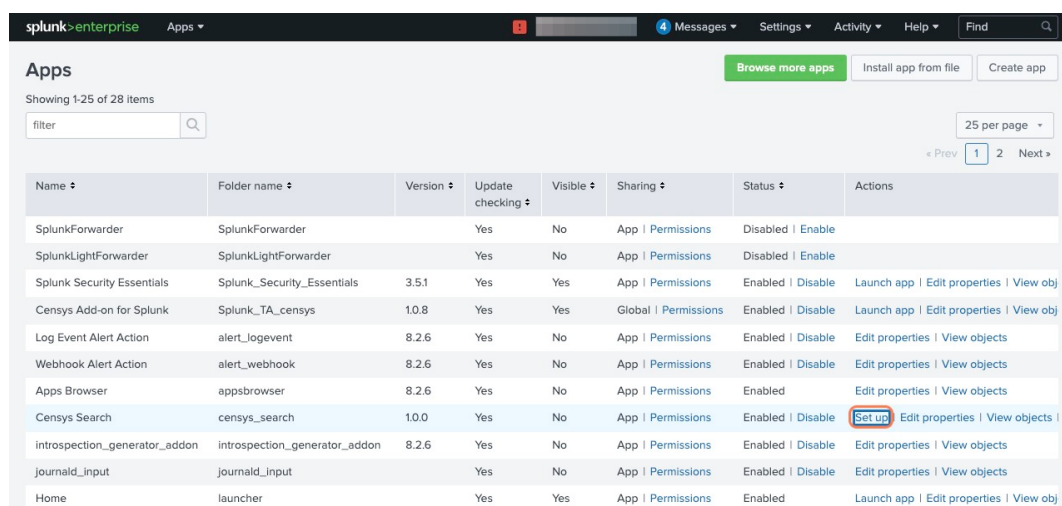 splunk>enterprise Apps ▾ ! 4 Messages ▾ Settings ▾ Activity ▾ Help ▾ Find
Apps
Browse more apps Install app from file Create app
Showing 1-25 of 28 items
filter
25 per page ▾
« Prev 1 2 Next »
Name Folder name Version Update checking Visible Sharing Status Actions
SplunkForwarder SplunkForwarder Yes No App | Permissions Disabled | Enable
SplunkLightForwarder SplunkLightForwarder Yes No App | Permissions Disabled | Enable
Splunk Security Essentials Splunk_Security_Essentials 3.5.1 Yes Yes App | Permissions Enabled | Disable Launch app | Edit properties | View obj
Censys Add-on for Splunk Splunk_TA_censys 1.0.8 Yes Yes Global | Permissions Enabled | Disable Launch app | Edit properties | View obj
Log Event Alert Action alert_logevent 8.2.6 Yes No App | Permissions Enabled | Disable Edit properties | View objects
Webhook Alert Action alert_webhook 8.2.6 Yes No App | Permissions Enabled | Disable Edit properties | View objects
Apps Browser appsbrowser 8.2.6 Yes No App | Permissions Enabled Edit properties | View objects
Censys Search censys_search 1.0.0 Yes No App | Permissions Enabled | Disable Set up | Edit properties | View objects |
introspection_generator_addon introspection_generator_addon 8.2.6 Yes No App | Permissions Enabled | Disable Edit properties | View objects
journald_input journald_input Yes No App | Permissions Enabled | Disable Edit properties | View objects
Home launcher Yes Yes App | Permissions Enabled Launch app | Edit properties | View obj